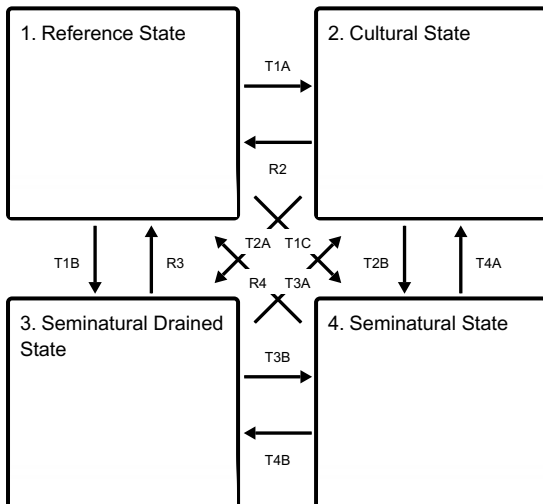 1. Reference State
2. Cultural State
T1A
R2
T2A
T1C
T1B
R3
T2B
T4A
R4
T3A
3. Seminatural Drained
State
4. Seminatural State
T3B
T4B